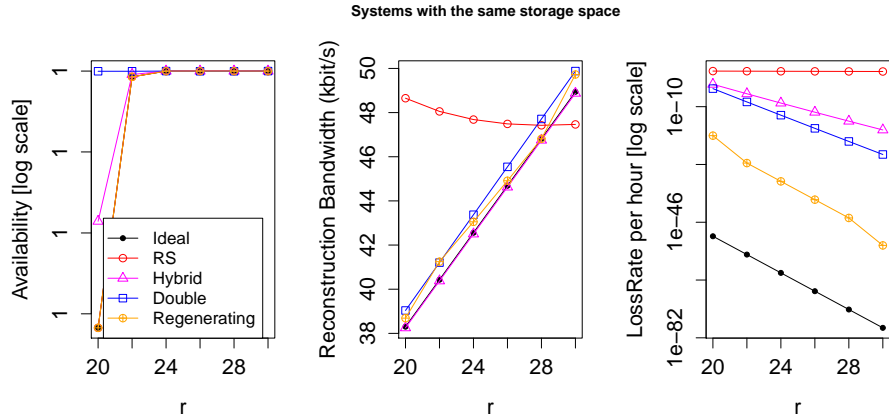 Systems with the same storage space
Availability [log scale]
1
1
1
1
20
24
28
r
Ideal
RS
Hybrid
Double
Regenerating
Reconstruction Bandwidth (kbit/s)
50
48
46
44
42
40
38
20
24
28
r
LossRate per hour [log scale]
1e−10
1e−46
1e−82
20
24
28
r